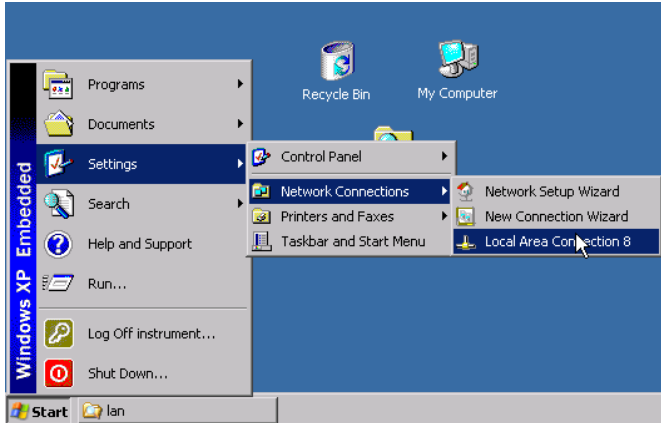 Recycle Bin
My Computer
Programs
Documents
Settings
Search
Help and Support
Run...
Log Off instrument...
Shut Down...
Windows XP Embedded
Control Panel
Network Connections
Printers and Faxes
Taskbar and Start Menu
Network Setup Wizard
New Connection Wizard
Local Area Connection 8
Start
lan